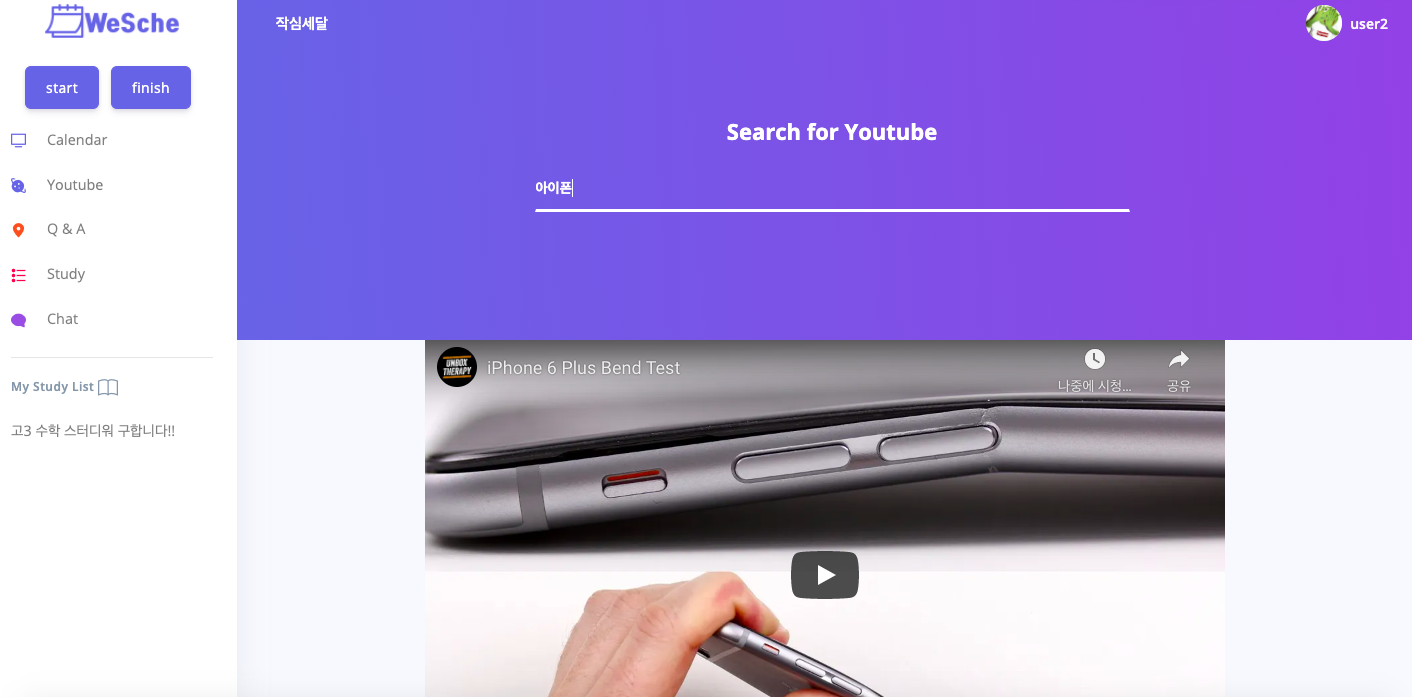 WeSche
작심세달
user2
start
finish
Calendar
Youtube
Q & A
Study
Chat
My Study List
고3 수학 스터디워 구합니다!!
Search for Youtube
아이폰
UNBOX
THERAPY
iPhone 6 Plus Bend Test
나중에 시청...
공유